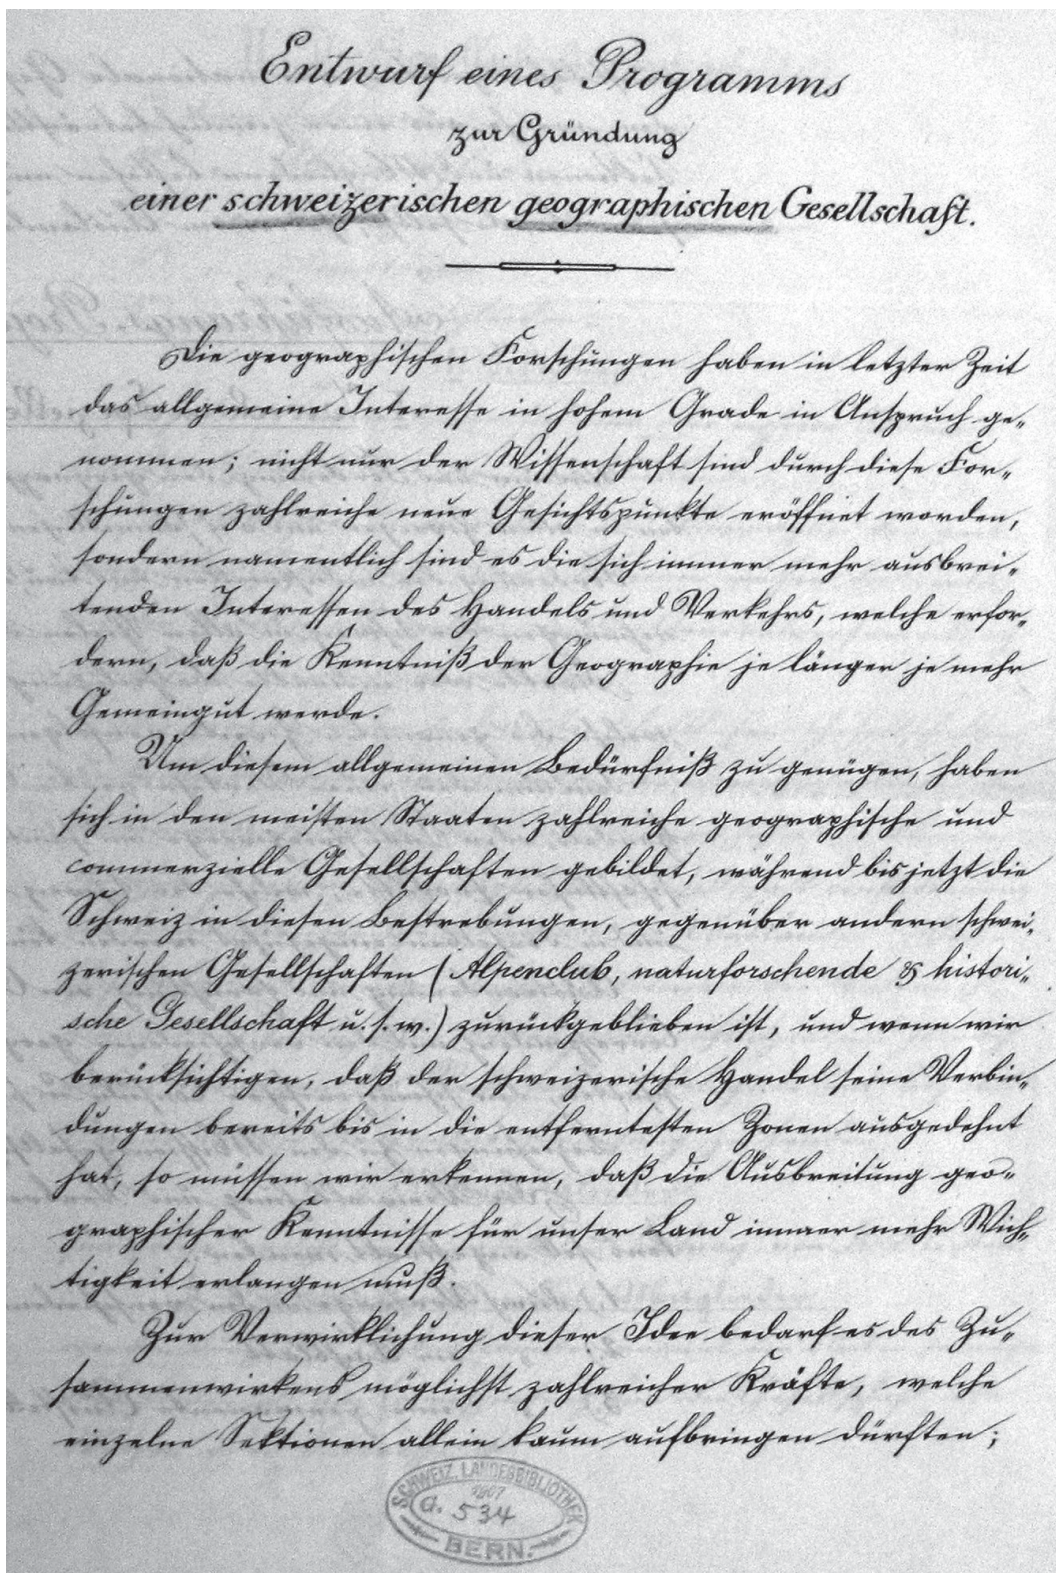 Entwurf eines Programms
zur Gründung
einer schweizerischen geographischen Gesellschaft.
Die geographischen Forschungen haben in letzter Zeit
das allgemeine Interesse in hohem Grade in Anspruch ge-
nommen; nicht nur der Wissenschaft sind durch diese For-
schungen zahlreiche neue Gesichtspunkte eröffnet worden,
sondern namentlich sind es die sich immer mehr ausbrei-
tenden Interessen des Handels und Verkehrs, welche erfor-
dern, daß die Kenntniß der Geographie je länger je mehr
Gemeingut werde.
Um diesem allgemeinen Bedürfniß zu genügen, haben
sich in den meisten Staaten zahlreiche geographische und
commerzielle Gesellschaften gebildet, während bis jetzt die
Schweiz in diesen Bestrebungen, gegenüber andern schwei-
zerischen Gesellschaften (Alpenclub, naturforschende & histori-
sche Gesellschaft u. s. w.) zurückgeblieben ist, und wenn wir
berücksichtigen, daß der schweizerische Handel seine Verbin-
dungen bereits bis in die entferntesten Zonen ausgedehnt
hat, so müssen wir erkennen, daß die Ausbreitung geo-
graphischer Kenntnisse für unser Land immer mehr Wich-
tigkeit erlangen muß.
Zur Verwirklichung dieser Idee bedarf es des Zu-
sammenwirkens möglichst zahlreicher Kräfte, welche
einzelne Sektionen allein kaum aufbringen dürften;
SCHWEIZ. LANDESBIBLIOTHEK
1907
a. 534
BERN.